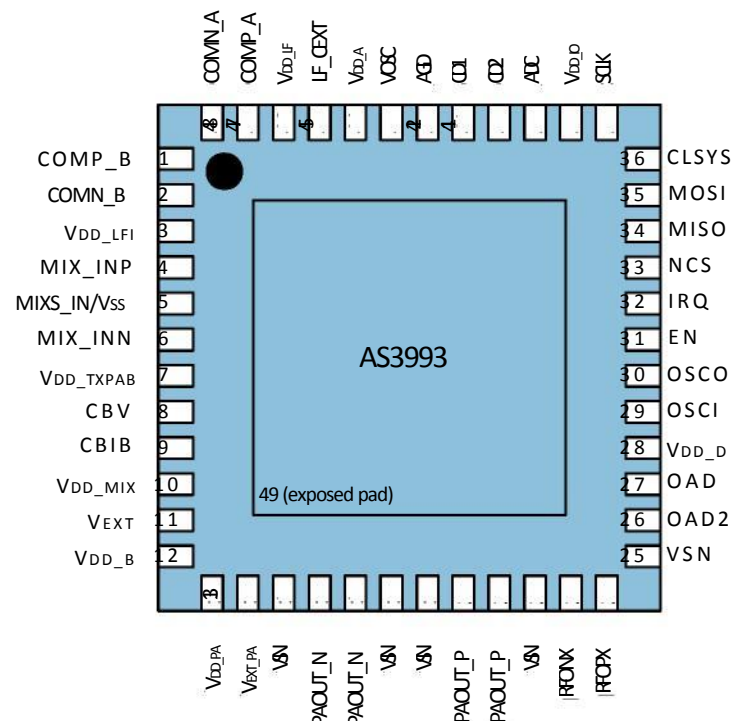 COMN_A
COMP_A
VDD_LF
LF_CEXT
VDD_A
VOSC
AGD
CD1
CD2
ADC
VDD_IO
SCLK
COMP_B 1
COMN_B 2
VDD_LFI 3
MIX_INP 4
MIXS_IN/VSS 5
MIX_INN 6
VDD_TXPAB 7
CBV 8
CBIB 9
VDD_MIX 10
VEXT 11
VDD_B 12
AS3993
49 (exposed pad)
36 CLSYS
35 MOSI
34 MISO
33 NCS
32 IRQ
31 EN
30 OSCO
29 OSCI
28 VDD_D
27 OAD
26 OAD2
25 VSN
VDD_PA
VEXT_PA
VSN
PAOUT_N
PAOUT_N
VSN
VSN
PAOUT_P
PAOUT_P
VSN
RFONX
RFOPX